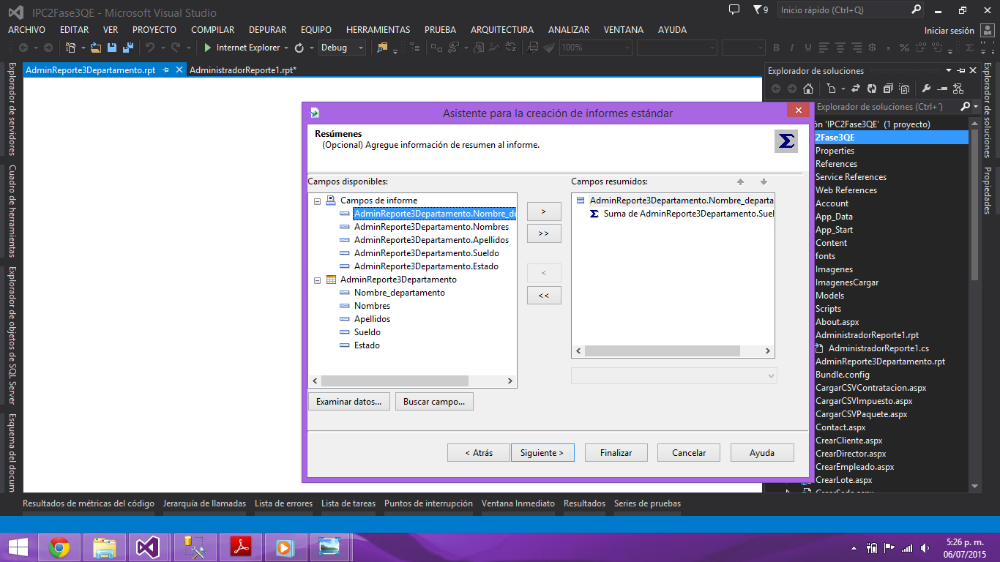 IPC2Fase3QE - Microsoft Visual Studio
9
Inicio rápido (Ctrl+Q)
ARCHIVO EDITAR VER PROYECTO COMPILAR DEPURAR EQUIPO HERRAMIENTAS PRUEBA ARQUITECTURA ANALIZAR VENTANA AYUDA
Iniciar sesión
Internet Explorer Debug 100%
AdminReporte3Departamento.rpt AdministradorReporte1.rpt*
Explorador de servidores
Cuadro de herramientas
Explorador de objetos de SQL Server
Esquema del docum
Asistente para la creación de informes estándar
Resúmenes
(Opcional) Agregue información de resumen al informe.
Campos disponibles:
Campos de informe
AdminReporte3Departamento.Nombre_de
AdminReporte3Departamento.Nombres
AdminReporte3Departamento.Apellidos
AdminReporte3Departamento.Sueldo
AdminReporte3Departamento.Estado
AdminReporte3Departamento
Nombre_departamento
Nombres
Apellidos
Sueldo
Estado
>
>>
<
<<
Campos resumidos:
AdminReporte3Departamento.Nombre_departa
Σ Suma de AdminReporte3Departamento.Suel
Examinar datos... Buscar campo...
< Atrás Siguiente > Finalizar Cancelar Ayuda
Explorador de soluciones
Explorador de soluciones (Ctrl+´)
ón 'IPC2Fase3QE' (1 proyecto)
2Fase3QE
Properties
References
Service References
Web References
Account
App_Data
App_Start
Content
fonts
Imagenes
ImagenesCargar
Models
Scripts
About.aspx
AdministradorReporte1.rpt
AdministradorReporte1.cs
AdminReporte3Departamento.rpt
Bundle.config
CargarCSVContratacion.aspx
CargarCSVImpuesto.aspx
CargarCSVPaquete.aspx
Contact.aspx
CrearCliente.aspx
CrearDirector.aspx
CrearEmpleado.aspx
CrearLote.aspx
Explorador de soluciones
Propiedades
Resultados de métricas del código Jerarquía de llamadas Lista de errores Lista de tareas Puntos de interrupción Ventana Inmediato Resultados Series de pruebas
5:26 p. m.
06/07/2015